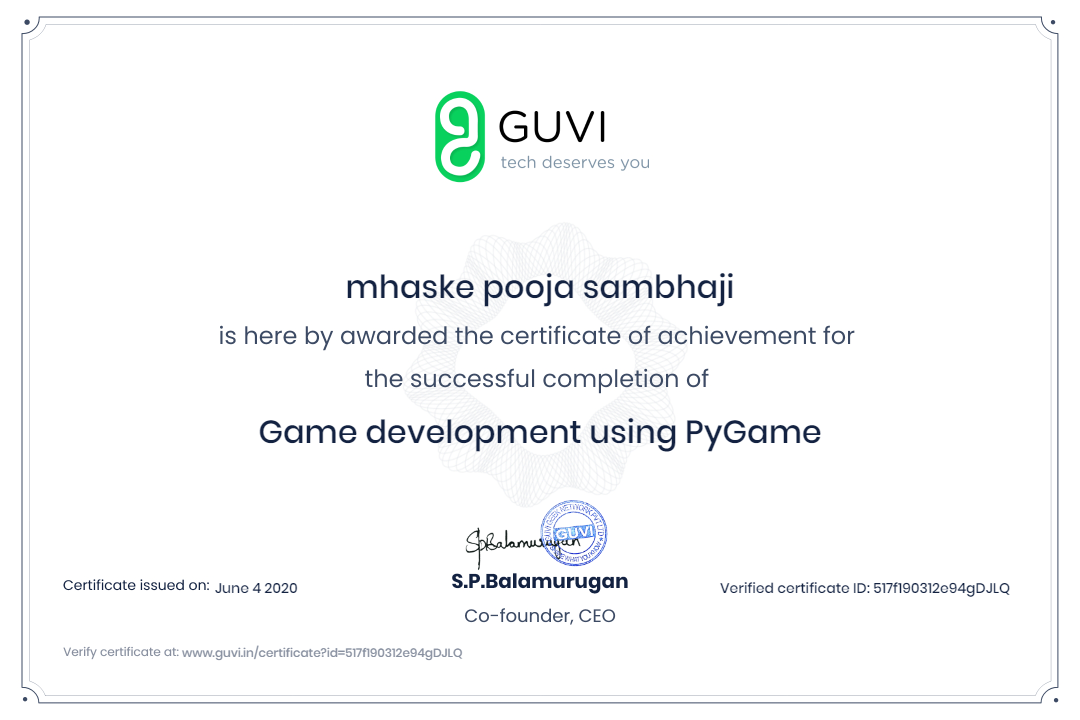 GUVI
tech deserves you
mhaske pooja sambhaji
is here by awarded the certificate of achievement for
the successful completion of
Game development using PyGame
SpBalamurugan
GUVI
S.P.Balamurugan
Co-founder, CEO
Certificate issued on: June 4 2020
Verified certificate ID: 517f190312e94gDJLQ
Verify certificate at: www.guvi.in/certificate?id=517f190312e94gDJLQ